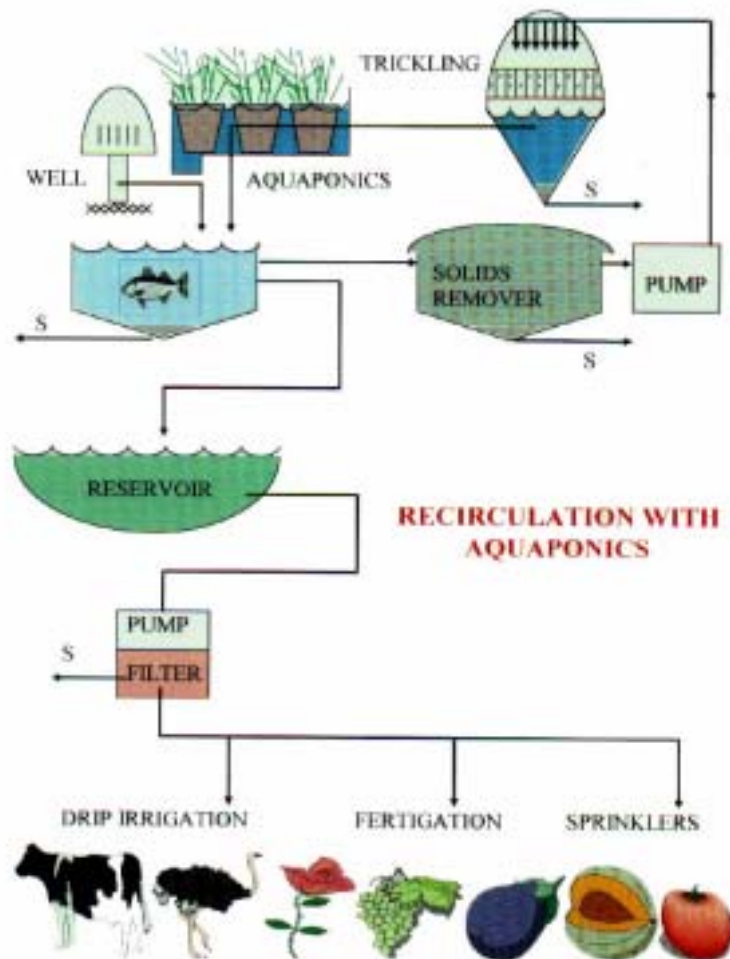 TRICKLING
WELL
AQUAPONICS
S
SOLIDS
REMOVER
PUMP
S
S
RESERVOIR
RECIRCULATION WITH
AQUAPONICS
PUMP
S
FILTER
DRIP IRRIGATION
FERTIGATION
SPRINKLERS